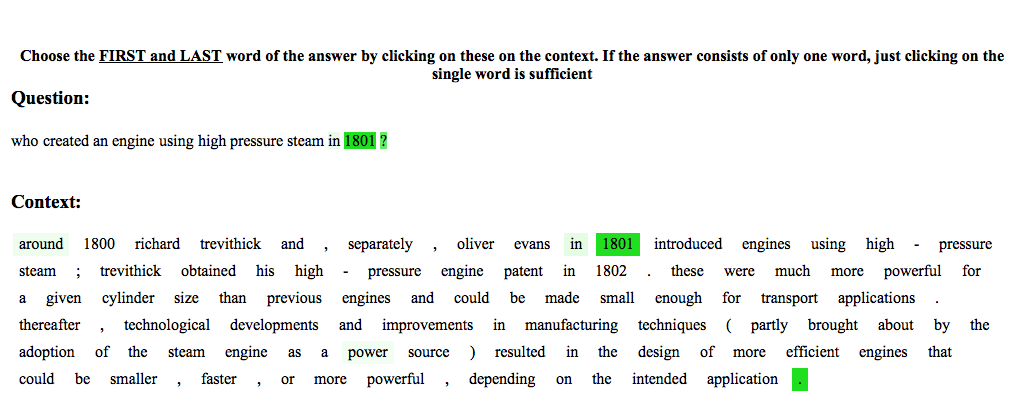 Choose the FIRST and LAST word of the answer by clicking on these on the context. If the answer consists of only one word, just clicking on the
single word is sufficient
Question:
who created an engine using high pressure steam in 1801 ?
Context:
around 1800 richard trevithick and , separately , oliver evans in 1801 introduced engines using high - pressure
steam ; trevithick obtained his high - pressure engine patent in 1802 . these were much more powerful for
a given cylinder size than previous engines and could be made small enough for transport applications .
thereafter , technological developments and improvements in manufacturing techniques ( partly brought about by the
adoption of the steam engine as a power source ) resulted in the design of more efficient engines that
could be smaller , faster , or more powerful , depending on the intended application .